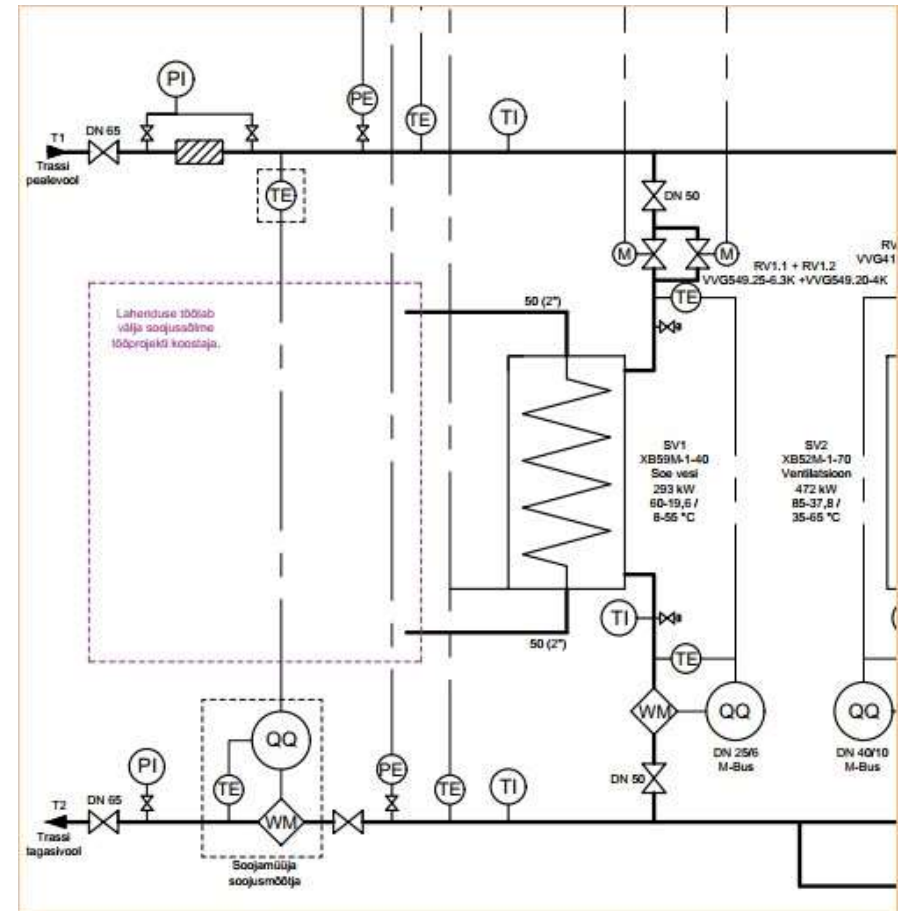 PI
PE
TE
TI
T1
DN 65
Trassi
pealevool
TE
DN 50
M
M
RV1.1 + RV1.2
VVG549.25-6.3K +VVG549.20-4K
RV
VVG41
TE
Lahenduse töötab
välja soojussõlme
tööprojekti koostaja.
50 (2")
SV1
XB59M-1-40
Soe vesi
293 kW
60-19,6 /
6-55 °C
SV2
XB52M-1-70
Ventilatsioon
472 kW
85-37,8 /
35-65 °C
TI
50 (2")
TE
WM
QQ
QQ
DN 25/6
M-Bus
DN 40/10
M-Bus
QQ
PI
TE
PE
TE
TI
DN 50
T2
DN 65
Trassi
tagasivool
WM
Soojamüüja
soojusmõõtja